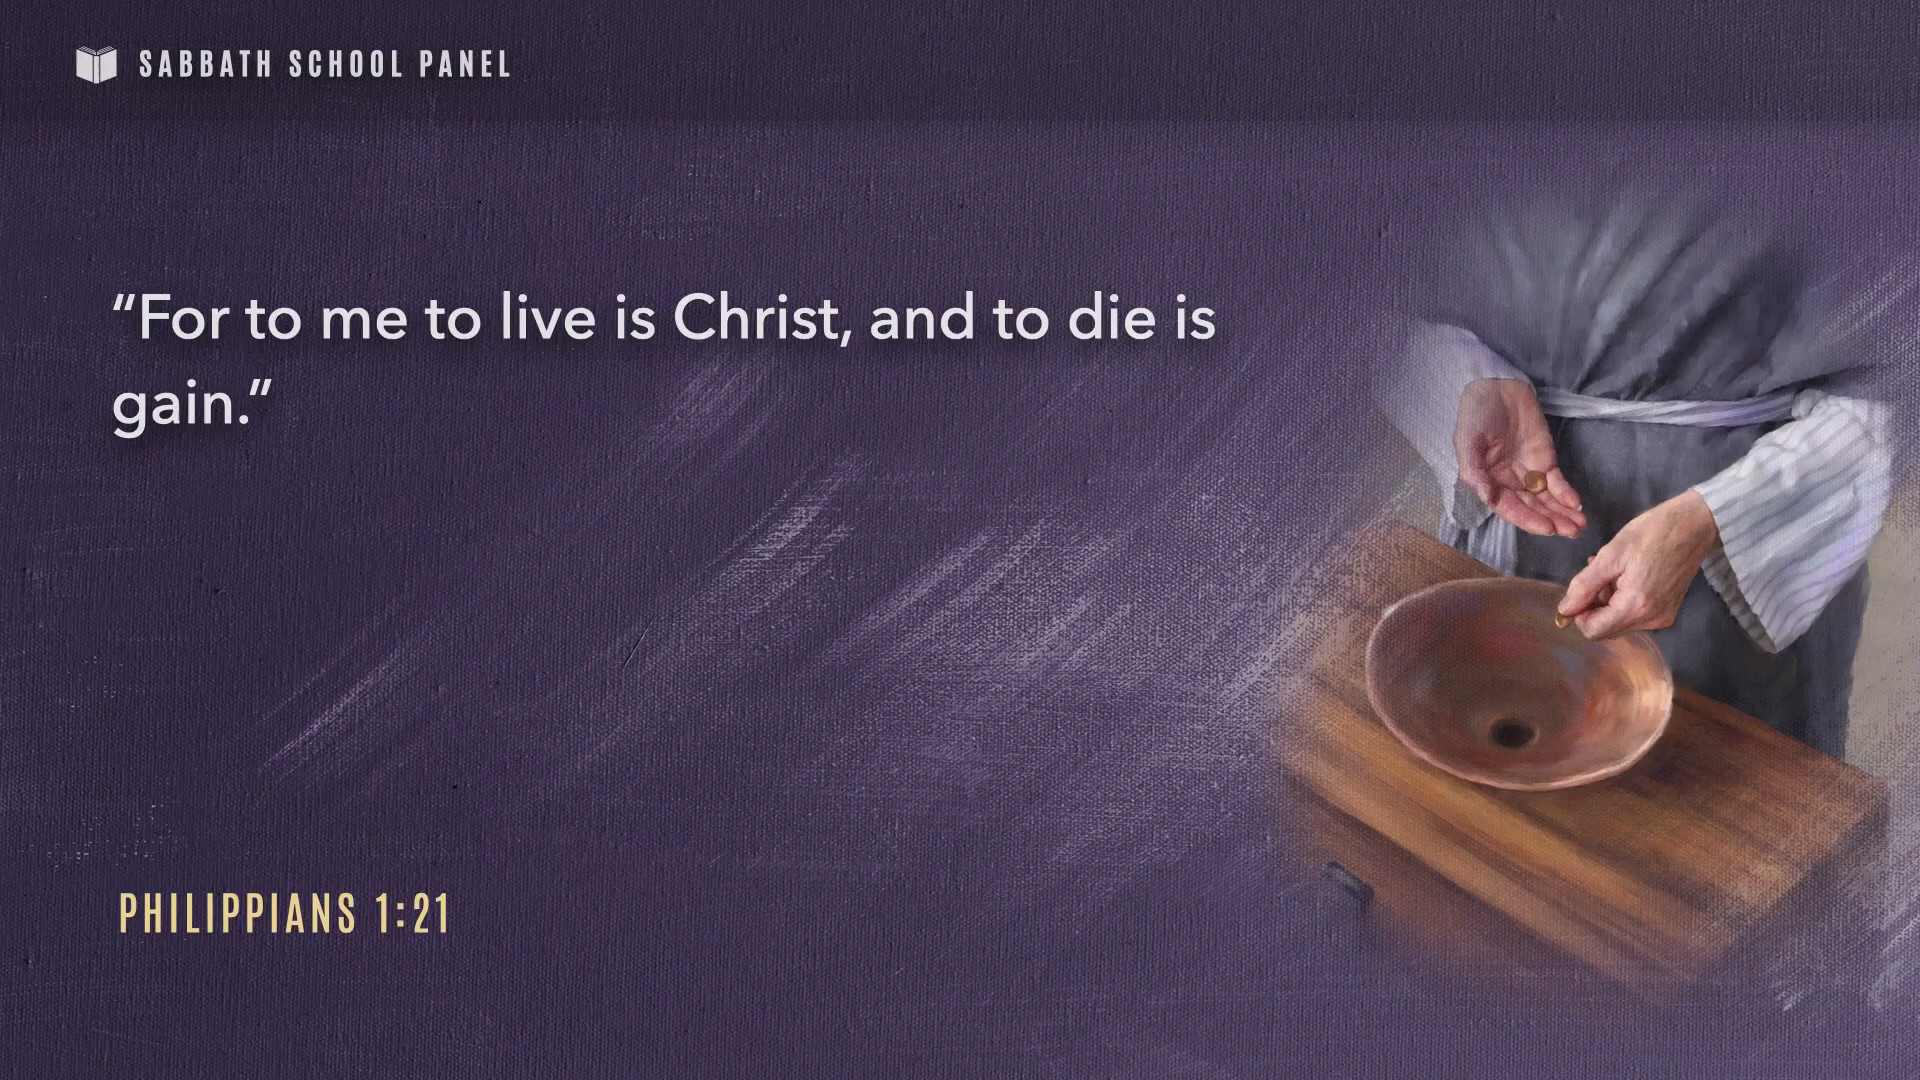 SABBATH SCHOOL PANEL
“For to me to live is Christ, and to die is
gain.”
PHILIPPIANS 1:21